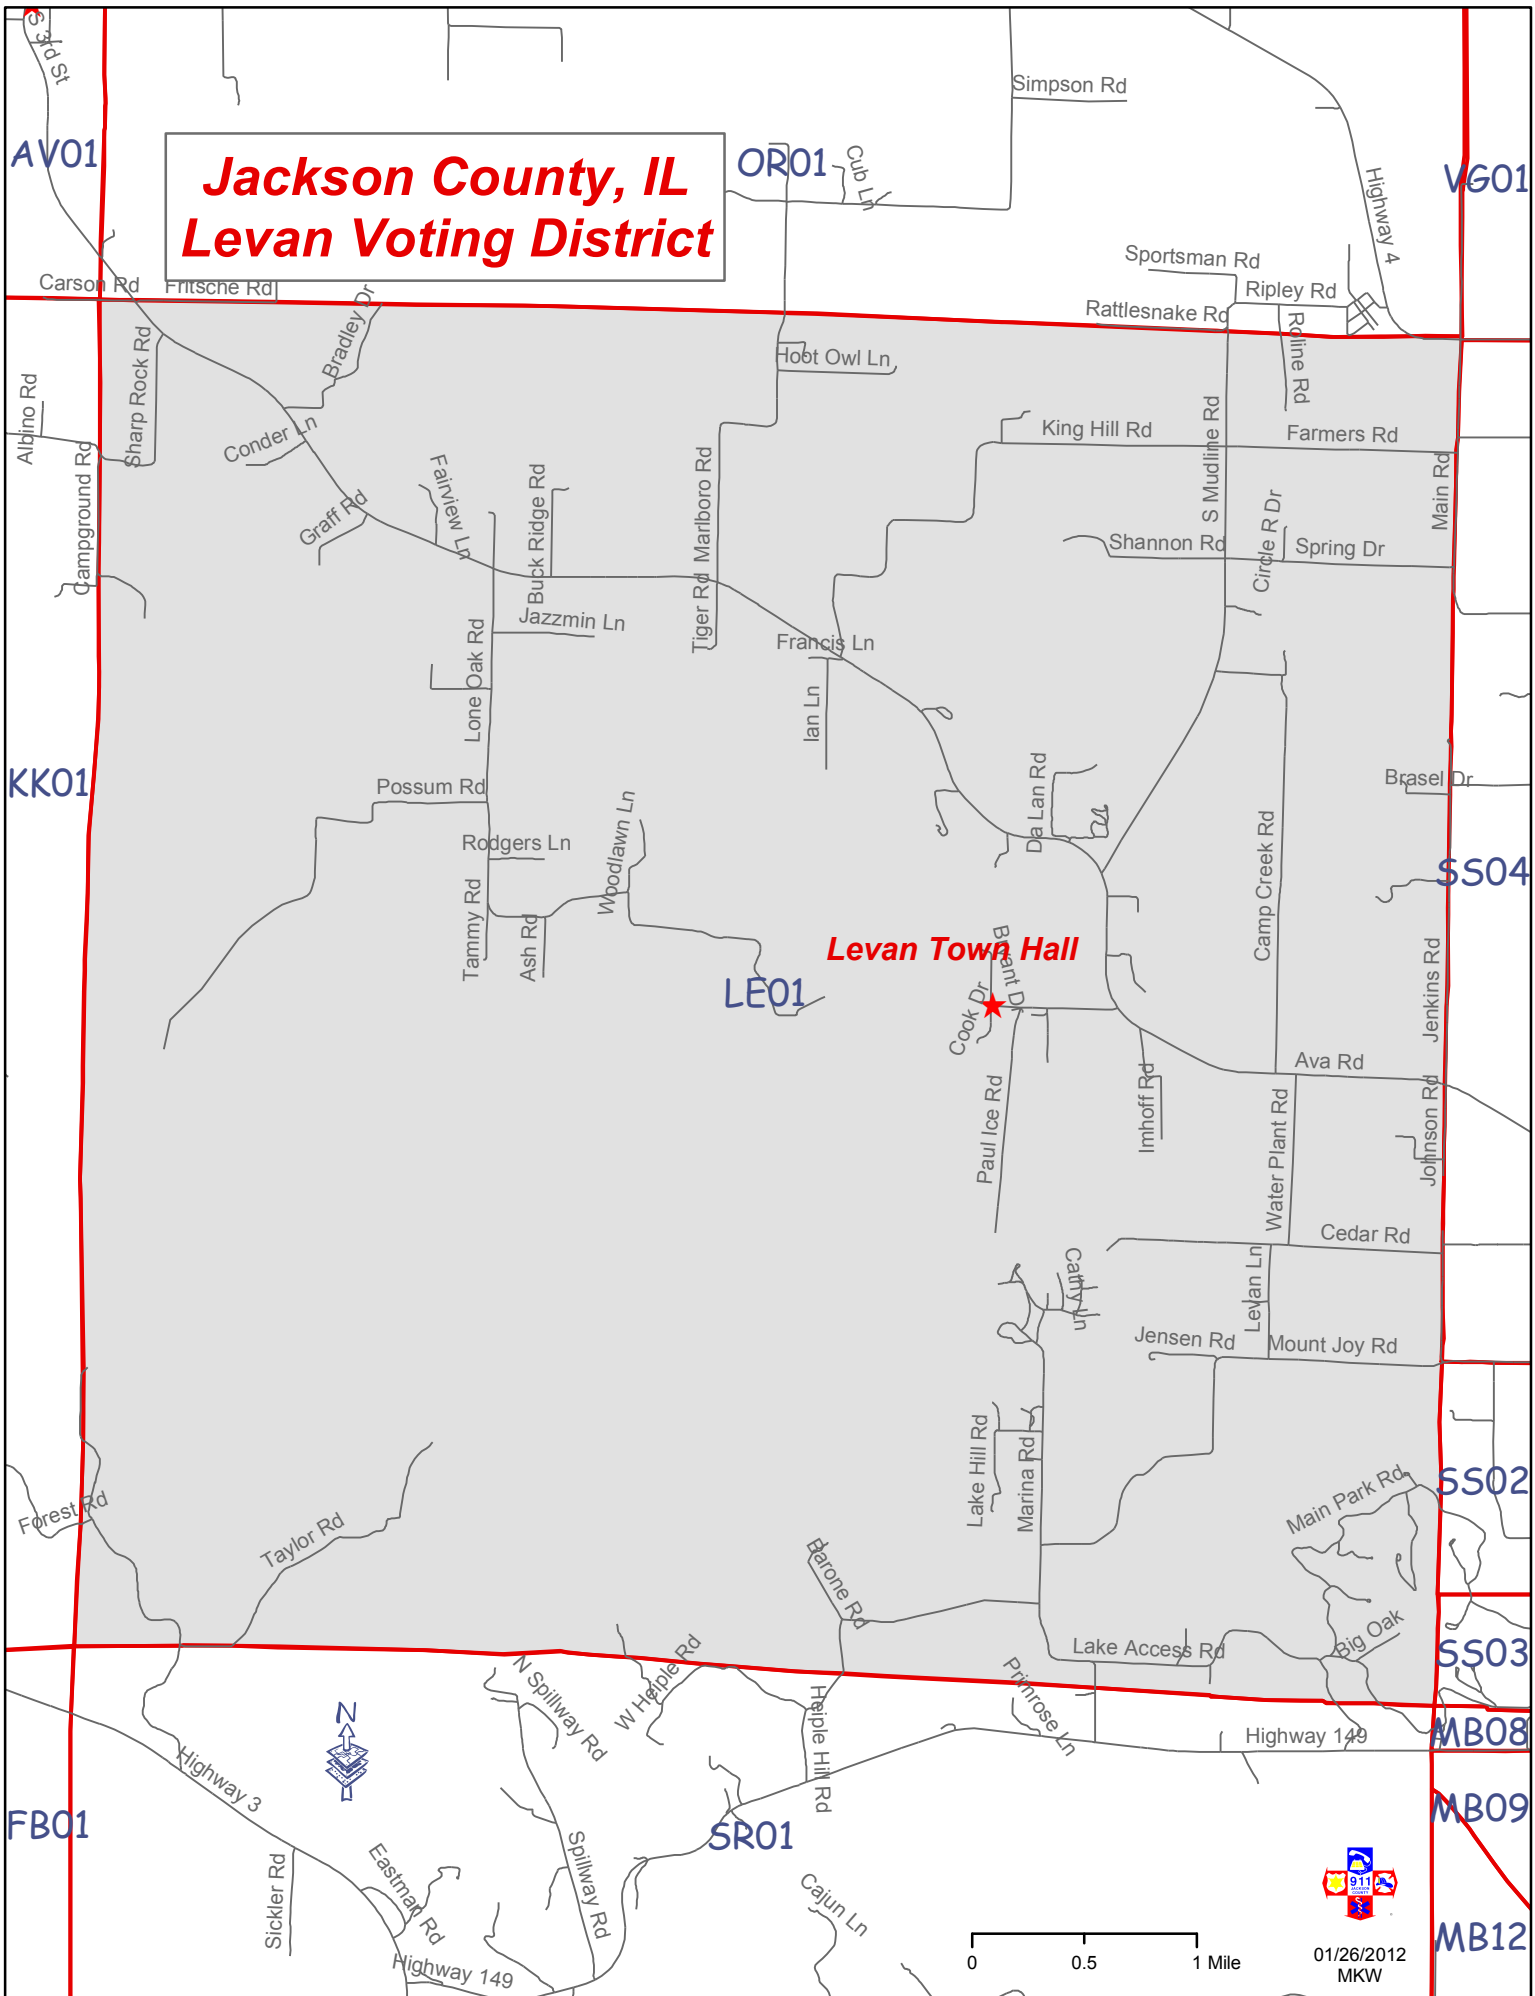 S 3rd St
Simpson Rd
AV01
Jackson County, IL
Levan Voting District
OR01
Cub Ln
Highway 4
VG01
Sportsman Rd
Carson Rd
Fritsche Rd
Ripley Rd
Rattlesnake Rd
Roline Rd
Bradley Dr
Sharp Rock Rd
Hoot Owl Ln
Albino Rd
Conder Ln
King Hill Rd
S Mudline Rd
Farmers Rd
Campground Rd
Graff Rd
Fairview Ln
Buck Ridge Rd
Marlboro Rd
Main Rd
Shannon Rd
Circle R Dr
Spring Dr
Jazzmin Ln
Tiger Rd
Francis Ln
Lone Oak Rd
Ian Ln
KK01
Possum Rd
Da Lan Rd
Brasel Dr
Rodgers Ln
Woodlawn Ln
Camp Creek Rd
SS04
Tammy Rd
Ash Rd
Levan Town Hall
Bryant Dr
LE01
Cook Dr
Jenkins Rd
Ava Rd
Paul Ice Rd
Imhoff Rd
Water Plant Rd
Johnson Rd
Cedar Rd
Cathy Ln
Levan Ln
Jensen Rd
Mount Joy Rd
Lake Hill Rd
Marina Rd
SS02
Main Park Rd
Forest Rd
Taylor Rd
Barone Rd
Big Oak
Lake Access Rd
SS03
N Spillway Rd
W Heiple Rd
Primrose Ln
N
Heiple Hill Rd
Highway 149
MB08
Highway 3
MB09
FB01
SR01
Spillway Rd
Eastman Rd
Sickler Rd
Cajun Ln
911
JACKSON
COUNTY
MB12
Highway 149
0
0.5
1 Mile
01/26/2012
MKW